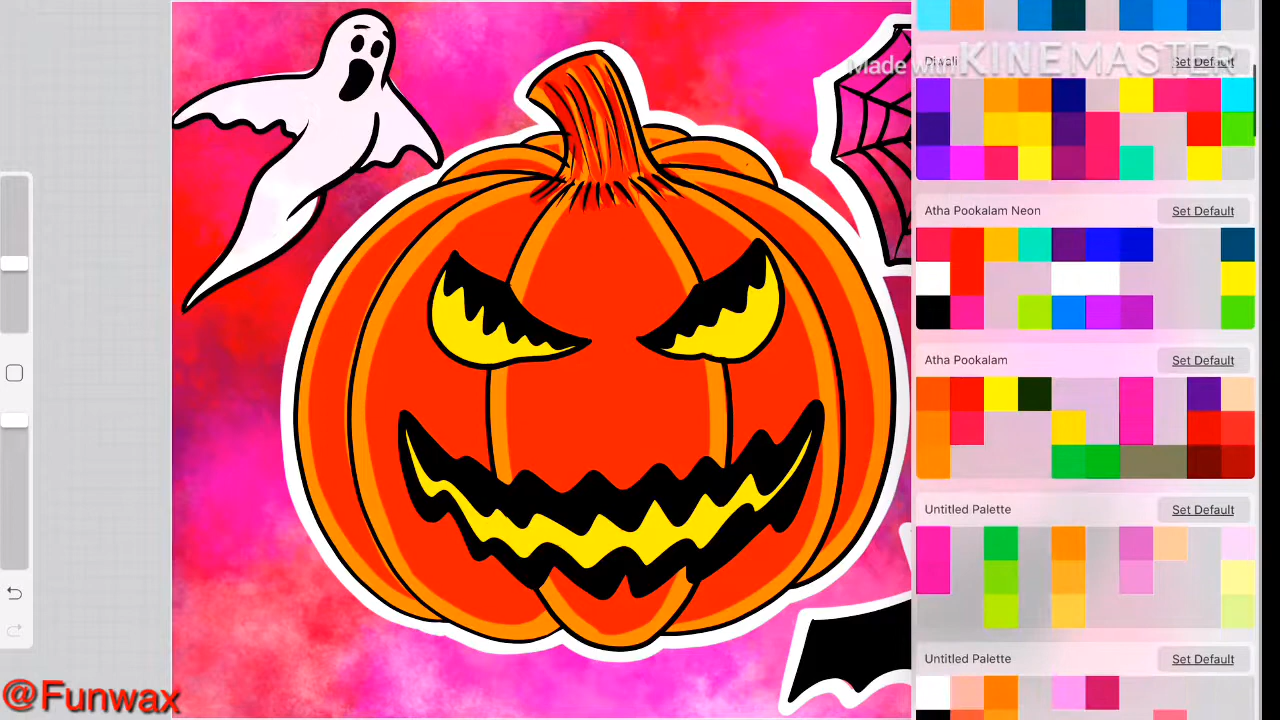 Made with KINEMASTER
Diwali Set Default
Atha Pookalam Neon Set Default
Atha Pookalam Set Default
Untitled Palette Set Default
Untitled Palette Set Default
@Funwax